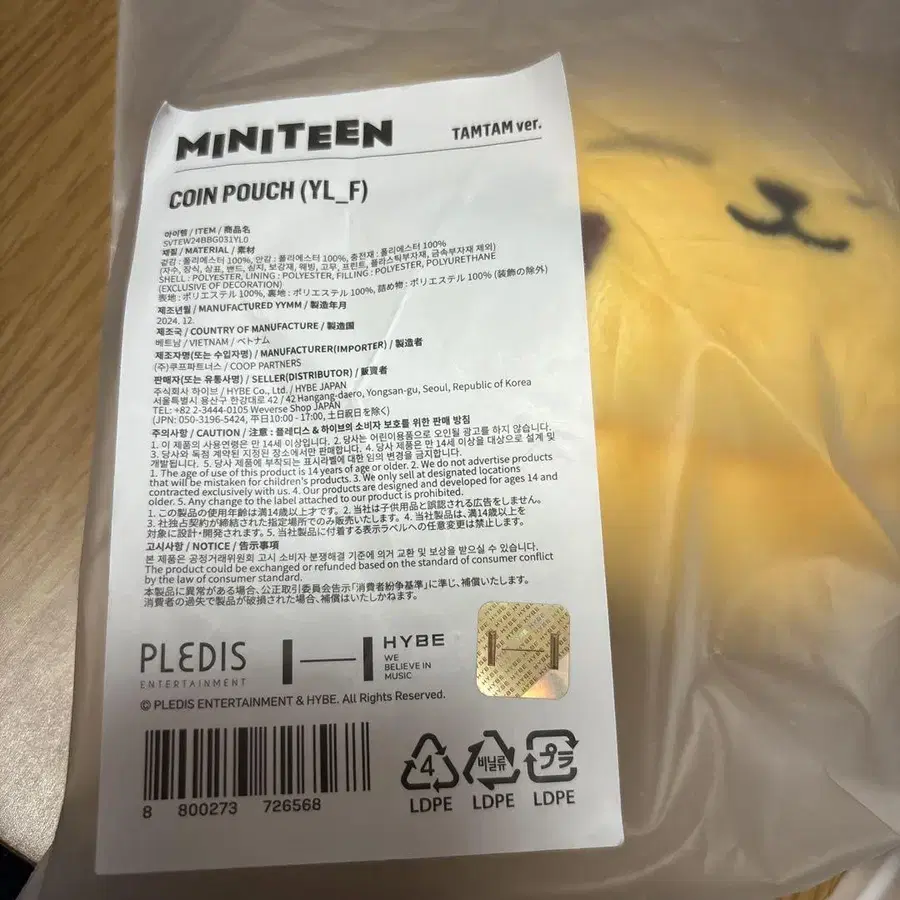 MINITEEN
TAMTAM ver.
COIN POUCH (YL_F)
아이템 / ITEM / 商品名
SVTEW24BBG031YL0
재질 / MATERIAL / 素材
겉감 : 폴리에스터 100%, 안감 : 폴리에스터 100%, 충전재 : 폴리에스터 100%
(자수, 장식, 상표, 밴드, 심지, 보강재, 웨빙, 고무, 프린트, 플라스틱부자재, 금속부자재 제외)
SHELL : POLYESTER, LINING : POLYESTER, FILLING : POLYESTER, POLYURETHANE
(EXCLUSIVE OF DECORATION)
表地 : ポリエステル 100%, 裏地 : ポリエステル 100%, 詰め物 : ポリエステル 100% (装飾の除外)
제조년월 / MANUFACTURED YYMM / 製造年月
2024. 12.
제조국 / COUNTRY OF MANUFACTURE / 製造国
베트남 / VIETNAM / ベトナム
제조자명(또는 수입자명) / MANUFACTURER(IMPORTER) / 製造者
(주)쿠프파트너스 / COOP PARTNERS
판매자(또는 유통사명) / SELLER(DISTRIBUTOR) / 販買者
주식회사 하이브 / HYBE Co., Ltd. / HYBE JAPAN
서울특별시 용산구 한강대로 42 / 42 Hangang-daero, Yongsan-gu, Seoul, Republic of Korea
TEL: +82 2-3444-0105 Weverse Shop JAPAN
(JPN: 050-3196-5424, 平日10:00 - 17:00, 土日祝日を除く)
주의사항 / CAUTION / 注意 : 플레디스 & 하이브의 소비자 보호를 위한 판매 방침
1. 이 제품의 사용연령은 만 14세 이상입니다. 2. 당사는 어린이용품으로 오인될 광고를 하지 않습니다.
3. 당사와 독점 계약된 지정된 장소에서만 판매합니다. 4. 당사 제품은 만 14세 이상을 대상으로 설계 및
개발됩니다. 5. 당사 제품에 부착되는 표시라벨에 대한 임의 변경을 금지합니다.
1. The age of use of this product is 14 years of age or older. 2. We do not advertise products
that will be mistaken for children's products. 3. We only sell at designated locations
contracted exclusively with us. 4. Our products are designed and developed for ages 14 and
older. 5. Any change to the label attached to our product is prohibited.
1. この製品の使用年齢は満14歳以上才です。 2. 当社は子供用品と誤認される広告をしません。
3. 社独占契約が締結された指定場所でのみ販売いたします。 4. 当社製品は、満14歳以上を
対象に設計・開発されます。 5. 当社製品に付着する表示ラベルへの任意変更は禁止します。
고시사항 / NOTICE / 告示事項
본 제품은 공정거래위원회 고시 소비자 분쟁해결 기준에 의거 교환 및 보상을 받으실 수 있습니다.
The product could be exchanged or refunded based on the standard of consumer conflict
by the law of consumer standard.
本製品に異常がある場合、公正取引委員会告示「消費者紛争基準」に準じ、補償いたします。
消費者の過失で製品が破損された場合、補償はいたしかねます。
PLEDIS
ENTERTAINMENT
HYBE
WE
BELIEVE IN
MUSIC
© PLEDIS ENTERTAINMENT & HYBE. All Rights Reserved.
8 800273 726568
4
LDPE
비닐류
LDPE
プラ
LDPE